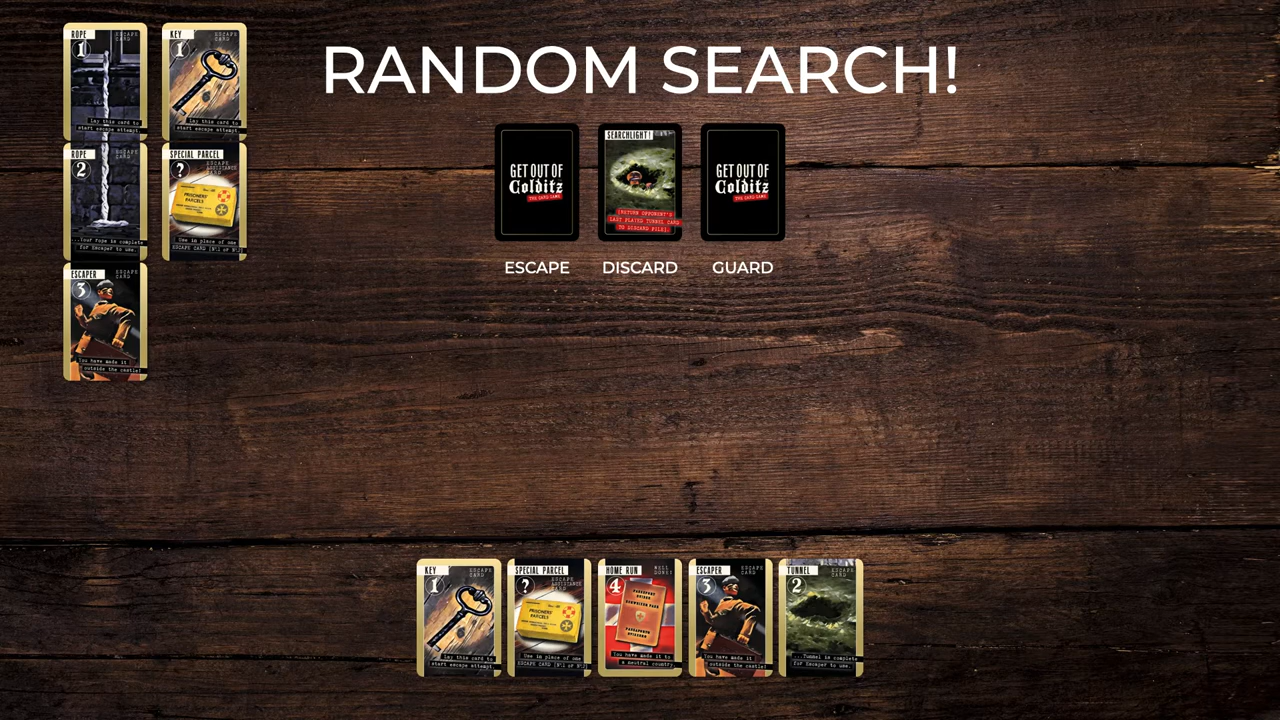 RANDOM SEARCH!
ROPE
ESCAPE
CARD
1
Lay this card to
start escape attempt.
KEY
ESCAPE
CARD
1
Lay this card to
start escape attempt.
ROPE
ESCAPE
CARD
2
...Your rope is complete
for Escaper to use.
SPECIAL PARCEL
ESCAPE
ASSISTANCE
CARD
?
PRISONERS'
PARCELS
Use in place of one
ESCAPE CARD [Nº1 or Nº2]
ESCAPER
ESCAPE
CARD
3
You have made it
outside the castle!
GET OUT OF
Colditz
THE CARD GAME
SEARCHLIGHT!
[RETURN OPPONENT'S
LAST PLAYED TUNNEL CARD
TO DISCARD PILE].
GET OUT OF
Colditz
THE CARD GAME
ESCAPE
DISCARD
GUARD
KEY
ESCAPE
CARD
1
Lay this card to
start escape attempt.
SPECIAL PARCEL
ESCAPE
ASSISTANCE
CARD
?
PRISONERS'
PARCELS
Use in place of one
ESCAPE CARD [Nº1 or Nº2]
HOME RUN
WELL
DONE!
4
You have made it to
a neutral country.
ESCAPER
ESCAPE
CARD
3
You have made it
outside the castle!
TUNNEL
ESCAPE
CARD
2
...Tunnel is complete
for Escaper to use.